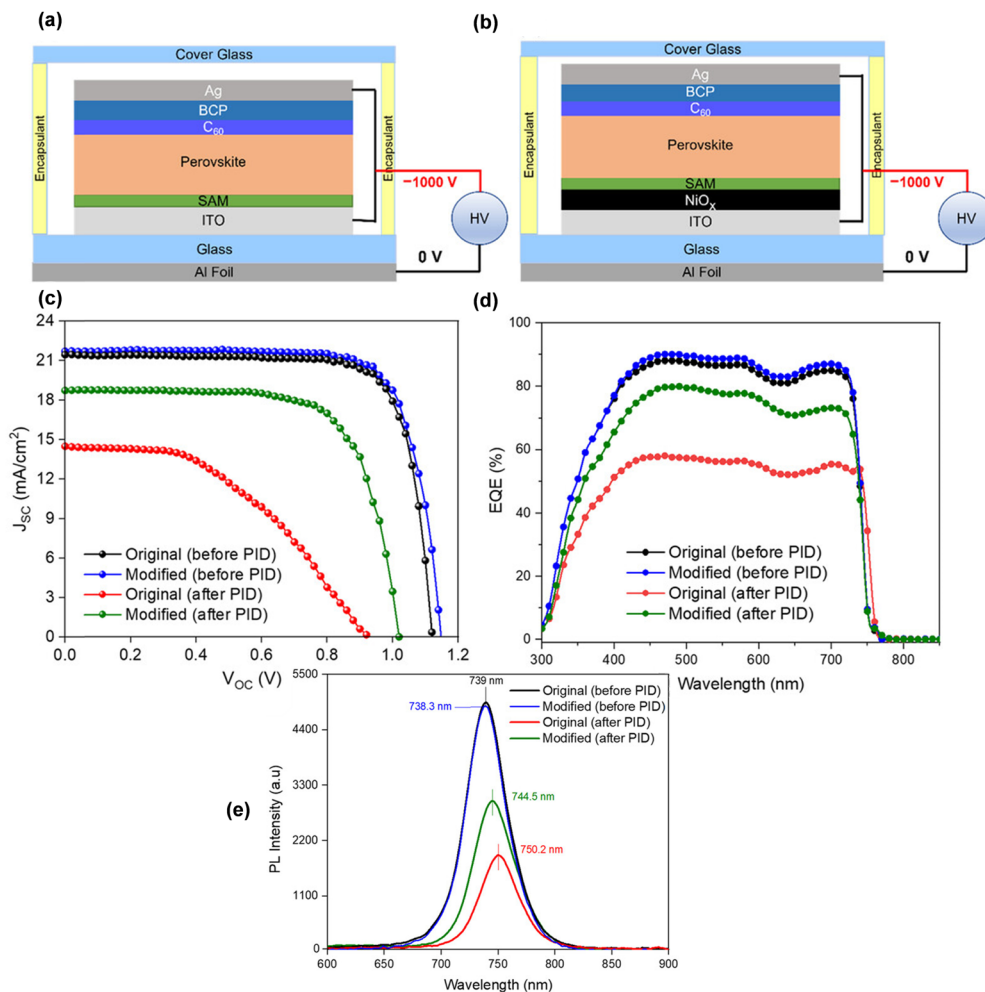 (a)
Cover Glass
Encapsulant
Ag
BCP
C₆₀
Perovskite
SAM
ITO
Encapsulant
−1000 V
HV
0 V
Glass
Al Foil
(b)
Cover Glass
Encapsulant
Ag
BCP
C₆₀
Perovskite
SAM
NiOₓ
ITO
Encapsulant
−1000 V
HV
0 V
Glass
Al Foil
(c)
24
21
18
15
12
9
6
3
0
J_SC (mA/cm²)
Original (before PID)
Modified (before PID)
Original (after PID)
Modified (after PID)
0.0 0.2 0.4 0.6 0.8 1.0 1.2
V_OC (V)
(d)
100
80
60
40
20
0
EQE (%)
Original (before PID)
Modified (before PID)
Original (after PID)
Modified (after PID)
300 400 500 600 700 800
Wavelength (nm)
(e)
5500
4400
3300
2200
1100
0
PL Intensity (a.u)
739 nm
738.3 nm
744.5 nm
750.2 nm
Original (before PID)
Modified (before PID)
Original (after PID)
Modified (after PID)
600 650 700 750 800 850 900
Wavelength (nm)